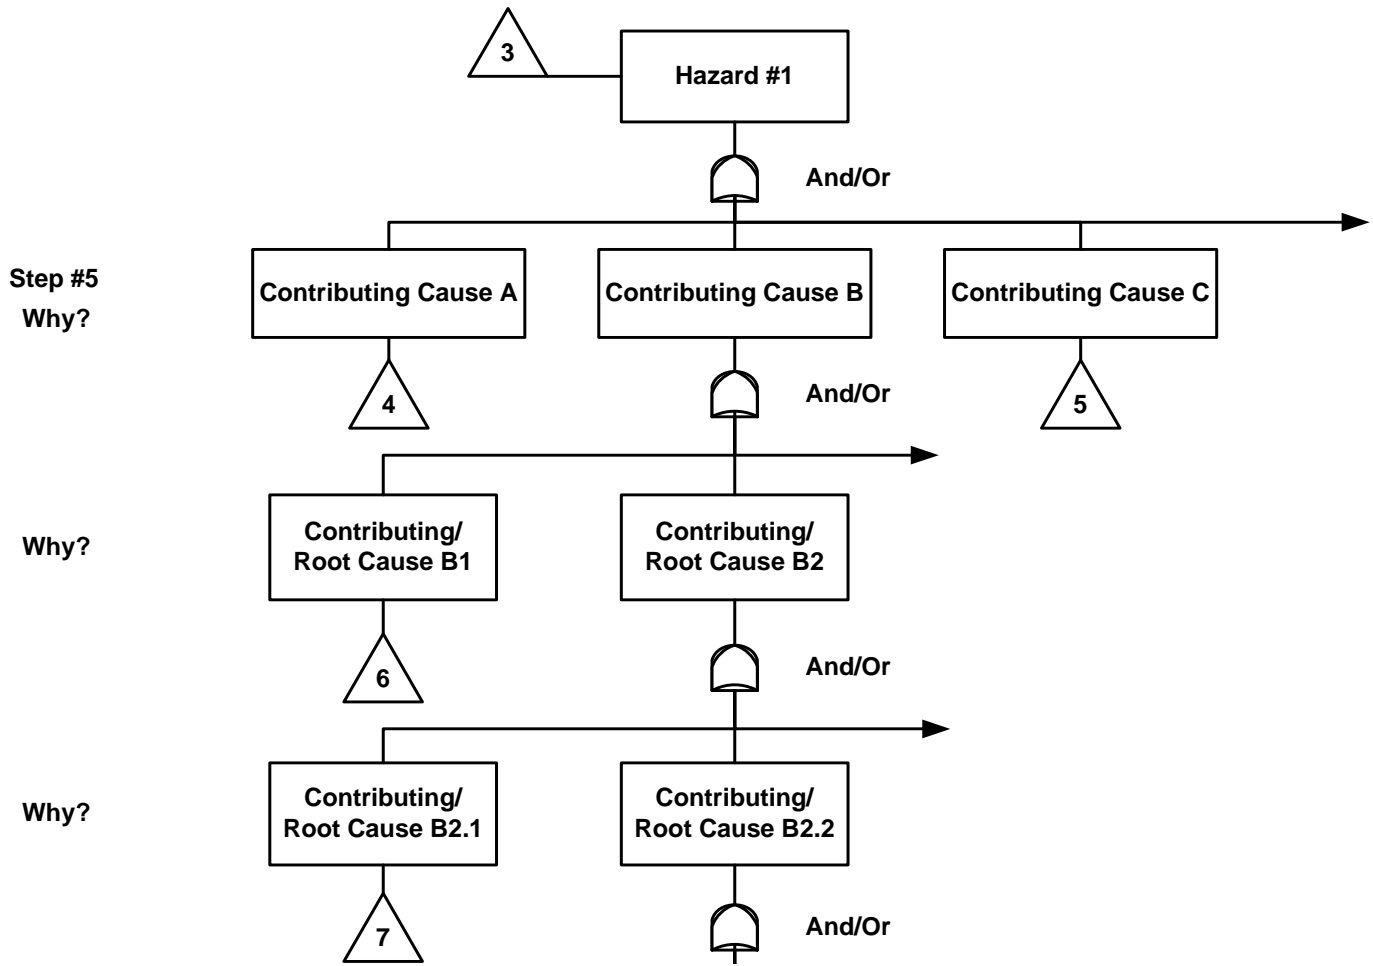 3
Hazard #1
And/Or
Step #5
Why?
Contributing Cause A
Contributing Cause B
Contributing Cause C
4
And/Or
5
Why?
Contributing/
Root Cause B1
Contributing/
Root Cause B2
6
And/Or
Why?
Contributing/
Root Cause B2.1
Contributing/
Root Cause B2.2
7
And/Or